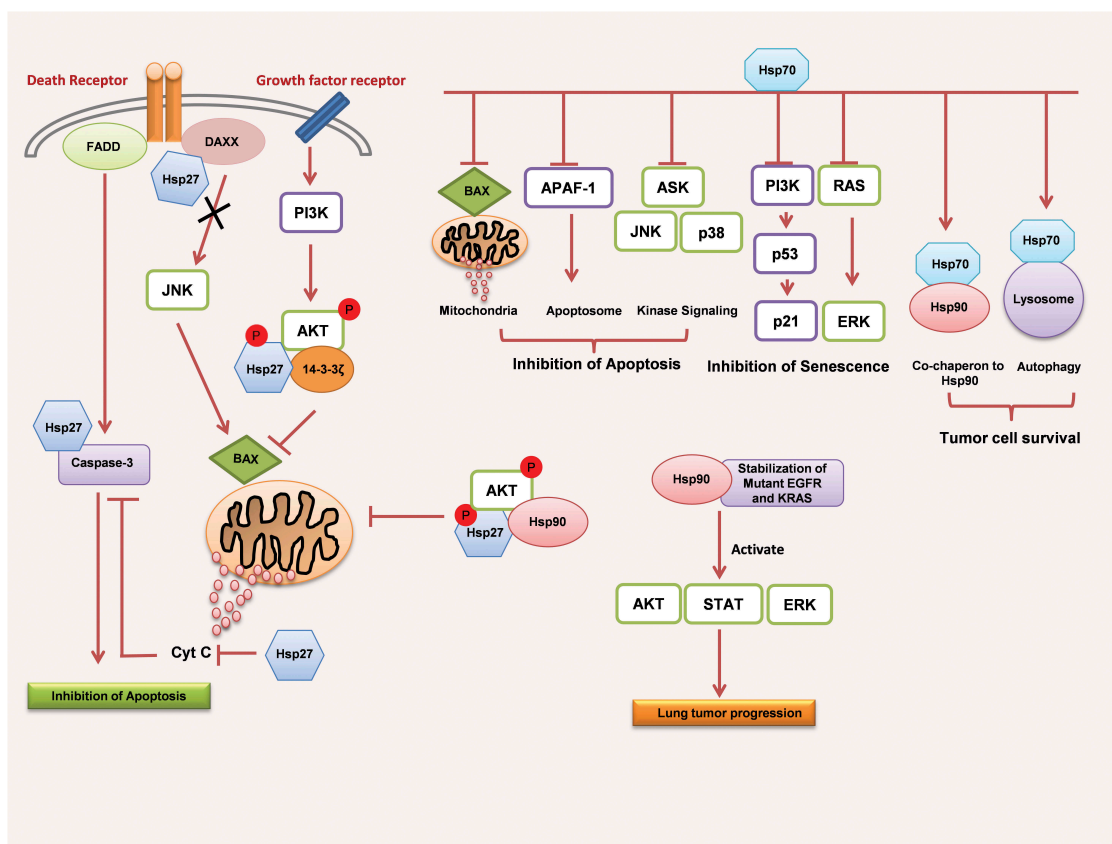 Death Receptor
Growth factor receptor
FADD
DAXX
Hsp27
PI3K
JNK
P
AKT
P
Hsp27
14-3-3ζ
Hsp27
Caspase-3
BAX
Cyt C
Hsp27
Inhibition of Apoptosis
P
AKT
P
Hsp27
Hsp90
Hsp70
BAX
Mitochondria
APAF-1
Apoptosome
ASK
JNK
p38
Kinase Signaling
Inhibition of Apoptosis
PI3K
RAS
p53
p21
ERK
Inhibition of Senescence
Hsp70
Hsp90
Co-chaperon to
Hsp90
Hsp70
Lysosome
Autophagy
Tumor cell survival
Hsp90
Stabilization of
Mutant EGFR
and KRAS
Activate
AKT
STAT
ERK
Lung tumor progression